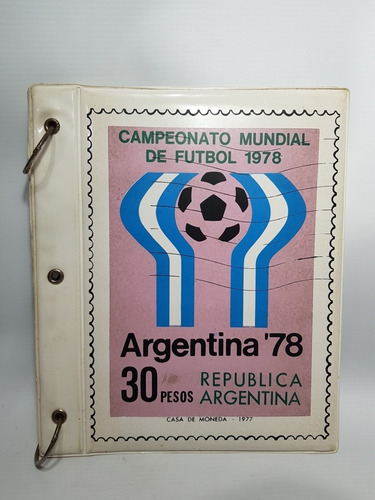 CAMPEONATO MUNDIAL
DE FUTBOL 1978
Argentina '78
30 PESOS REPUBLICA
ARGENTINA
CASA DE MONEDA - 1977